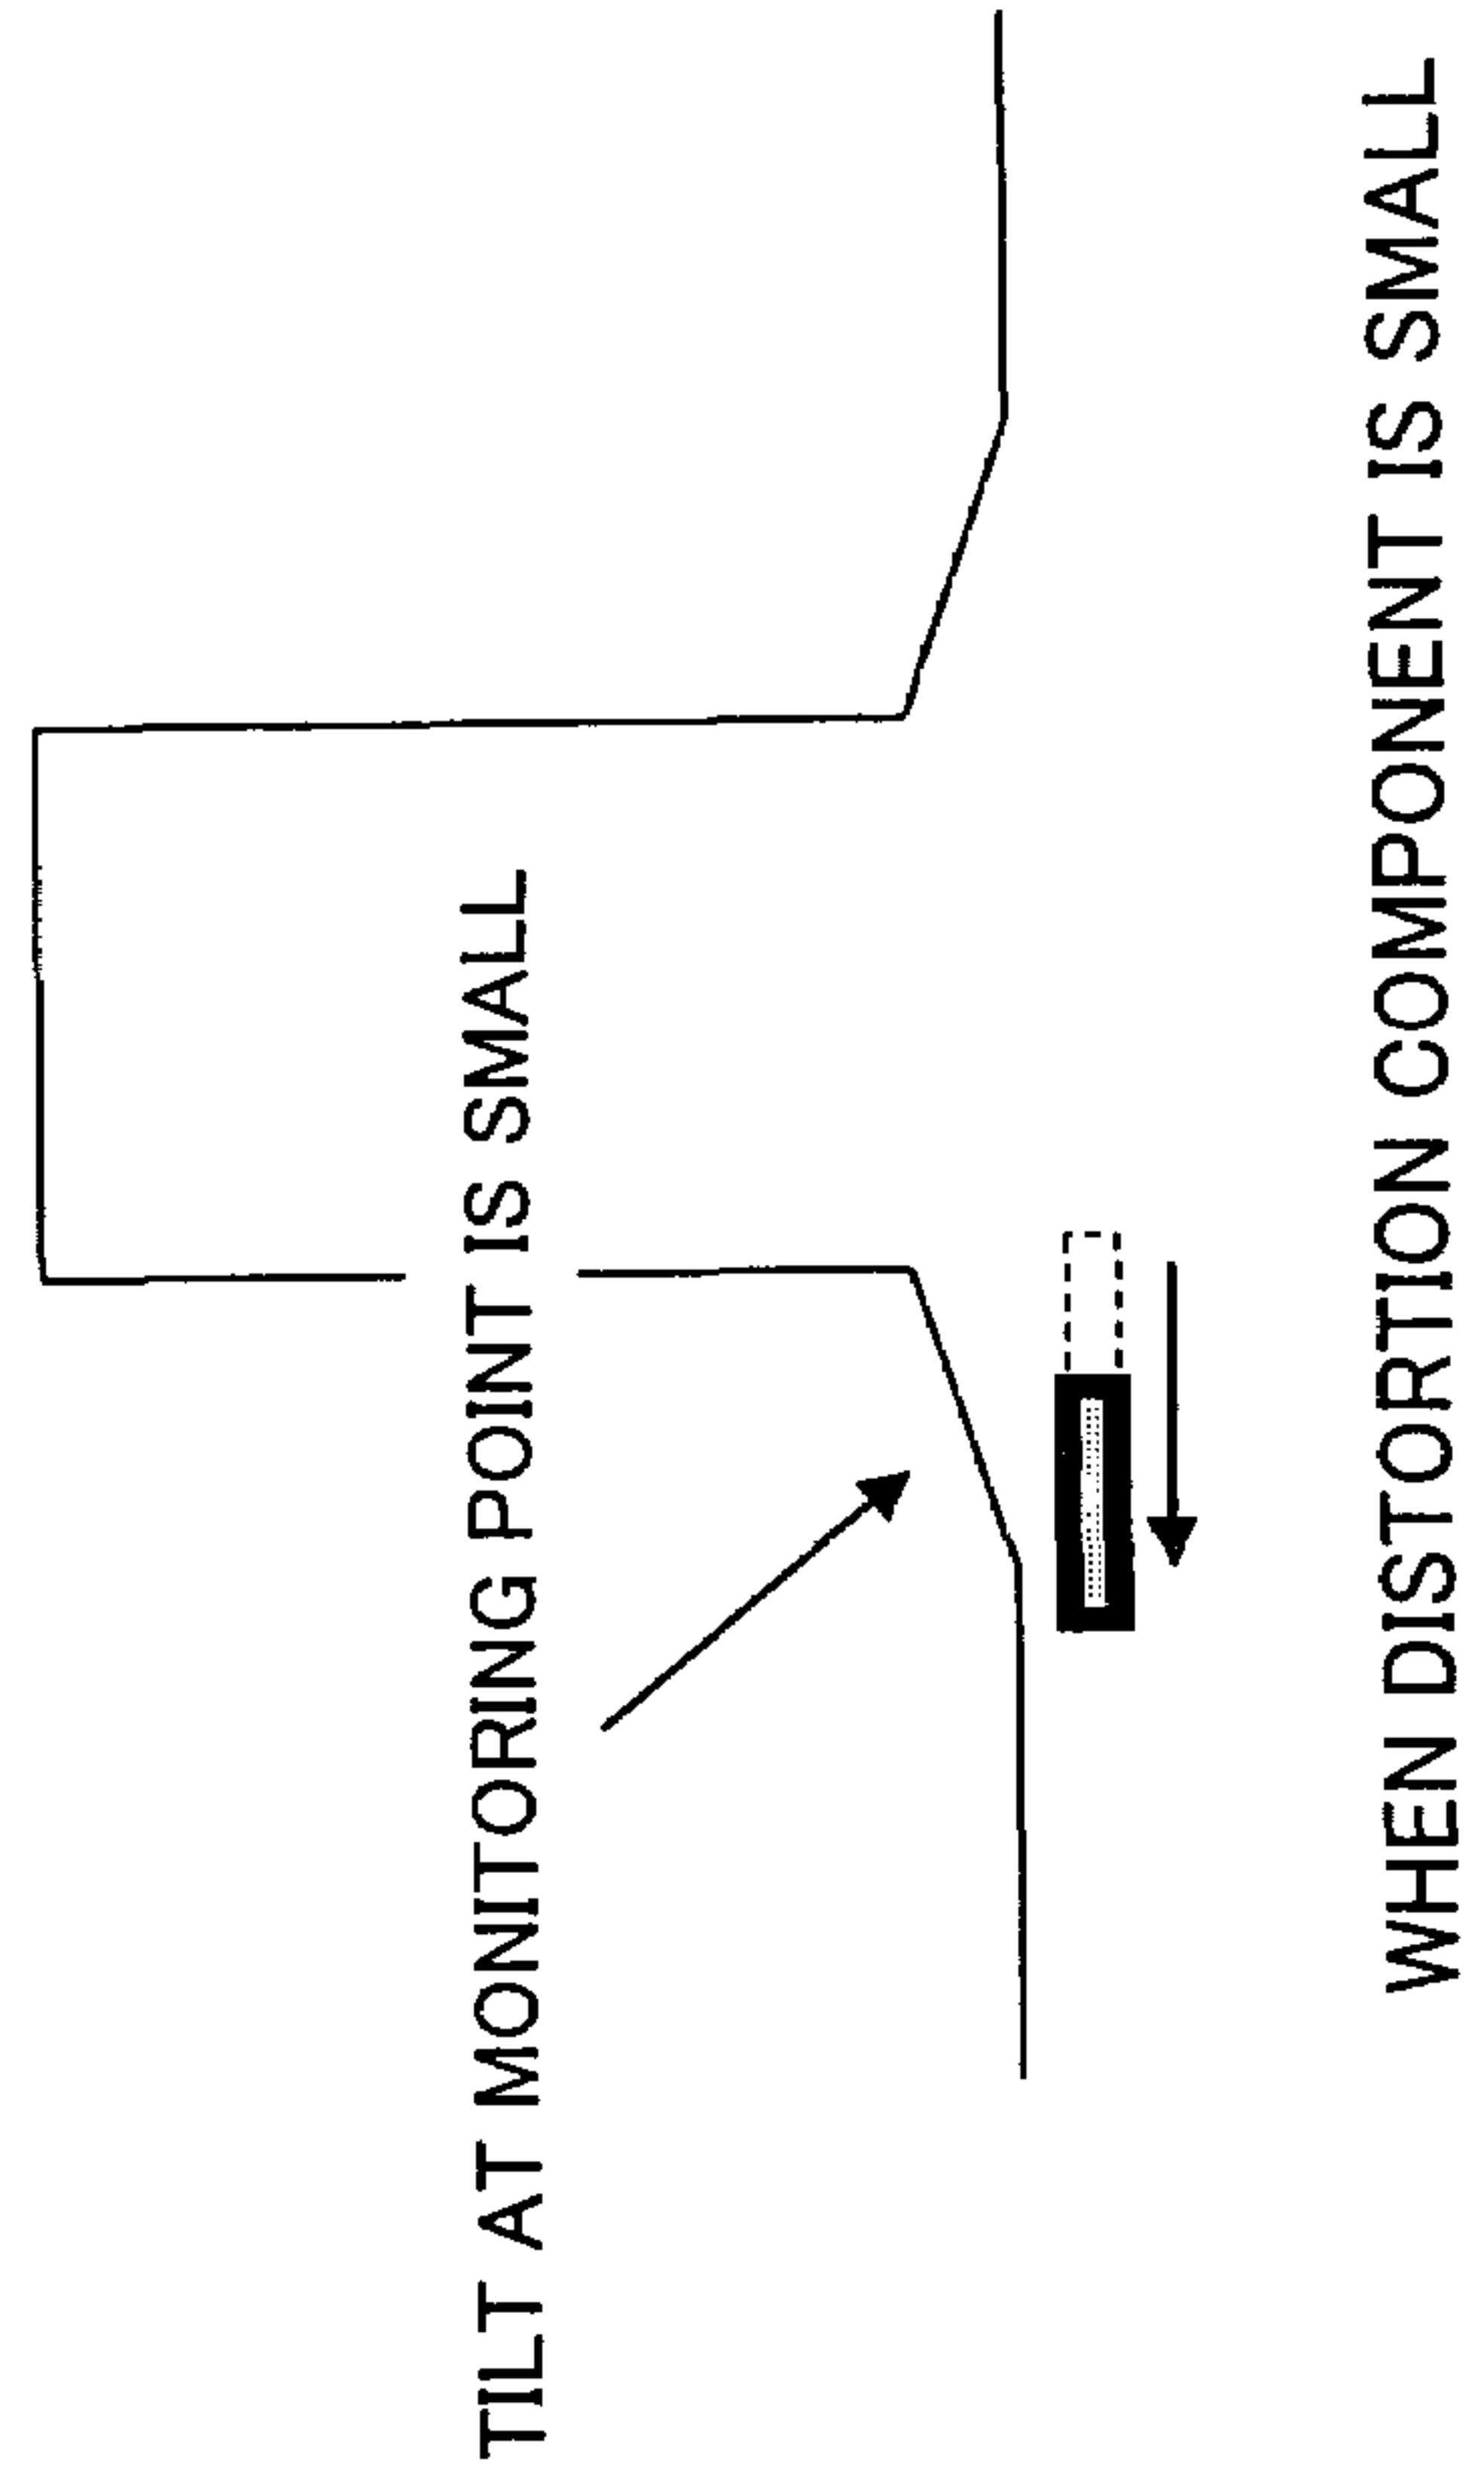 TILT AT MONITORING POINT IS SMALL
WHEN DISTORTION COMPONENT IS SMALL